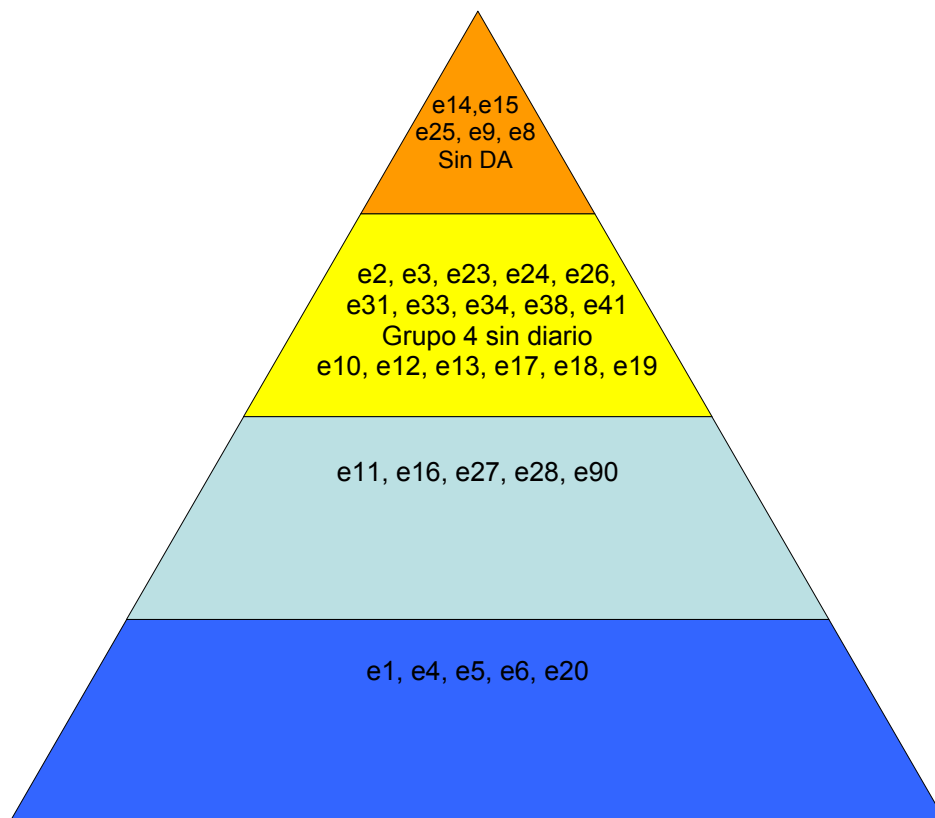 e14,e15
e25, e9, e8
Sin DA
e2, e3, e23, e24, e26,
e31, e33, e34, e38, e41
Grupo 4 sin diario
e10, e12, e13, e17, e18, e19
e11, e16, e27, e28, e90
e1, e4, e5, e6, e20